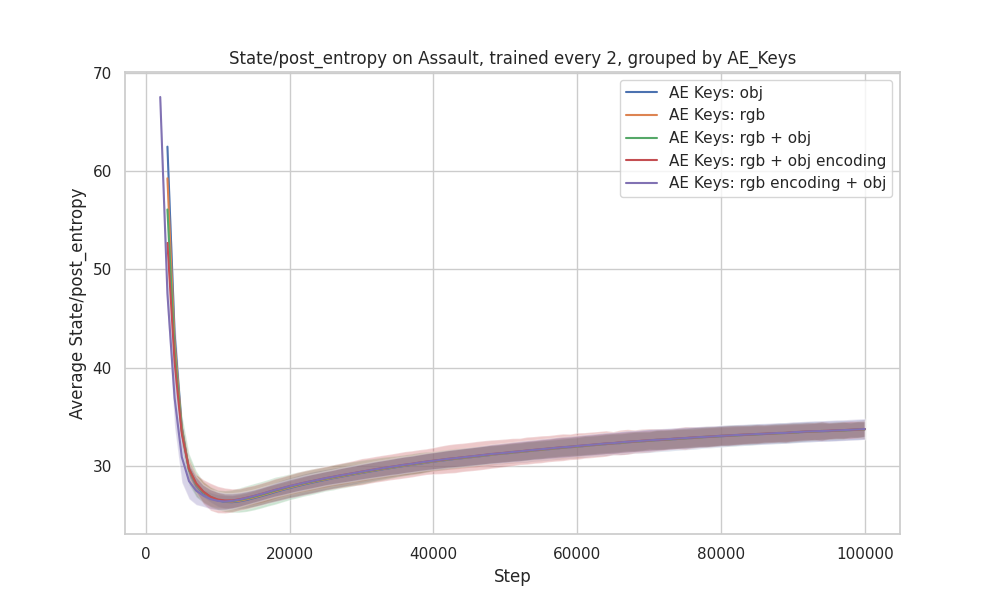 State/post_entropy on Assault, trained every 2, grouped by AE_Keys
70
60
50
40
30
Average State/post_entropy
AE Keys: obj
AE Keys: rgb
AE Keys: rgb + obj
AE Keys: rgb + obj encoding
AE Keys: rgb encoding + obj
0
20000
40000
60000
80000
100000
Step